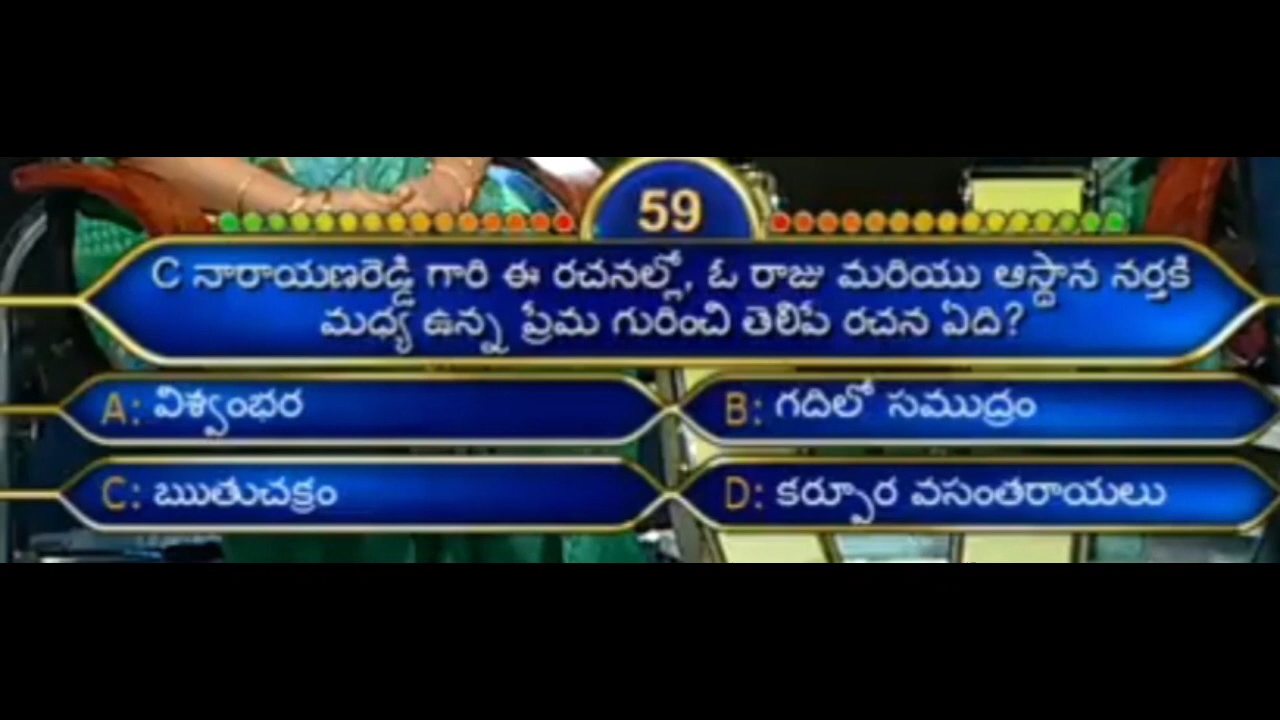 59
C నారాయణరెడ్డి గారి ఈ రచనల్లో, ఓ రాజు మరియు ఆస్థాన నర్తకి
మధ్య ఉన్న ప్రేమ గురించి తెలిపే రచన ఏది?
A: విశ్వంభర
B: గదిలో సముద్రం
C: ఋతుచక్రం
D: కర్పూర వసంతరాయలు